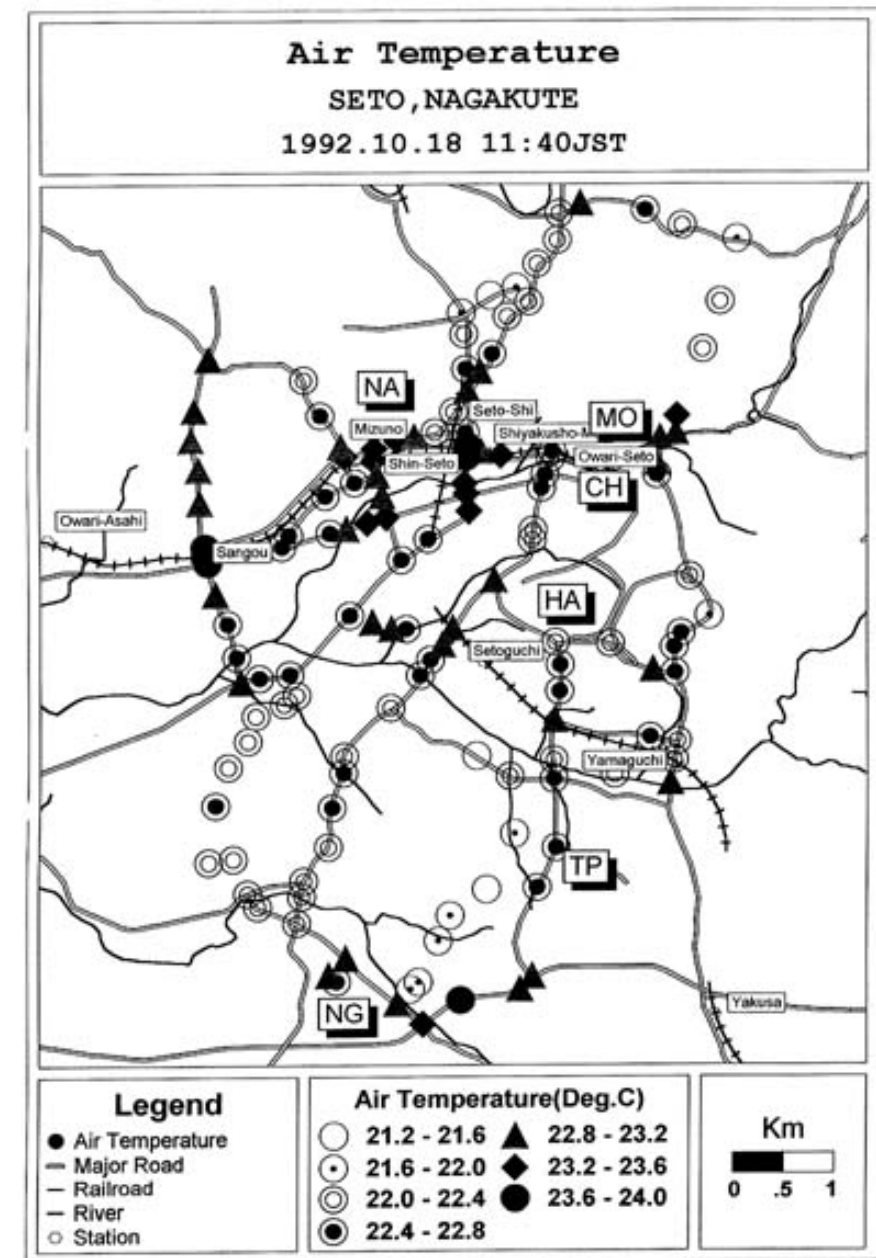 Air Temperature
SETO,NAGAKUTE
1992.10.18 11:40JST
NA
Seto-Shi
MO
Mizuno
Shiyakusho-M
Owari-Seto
Shin-Seto
CH
Owari-Asahi
Sangou
HA
Setoguchi
Yamaguchi
TP
NG
Yakusa
Legend
Air Temperature
Major Road
Railroad
River
Station
Air Temperature(Deg.C)
21.2 - 21.6 22.8 - 23.2
21.6 - 22.0 23.2 - 23.6
22.0 - 22.4 23.6 - 24.0
22.4 - 22.8
Km
0 .5 1